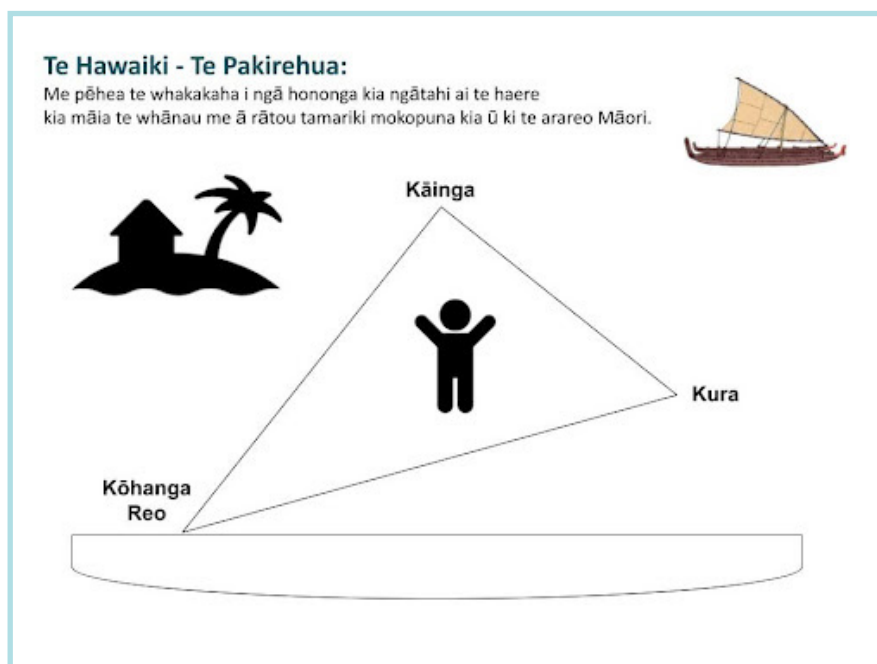 Te Hawaiki - Te Pakirehua:
Me pēhea te whakakaha i ngā hononga kia ngātahi ai te haere
kia māia te whānau me ā rātou tamariki mokopuna kia ū ki te arareo Māori.
Kāinga
Kura
Kōhanga
Reo